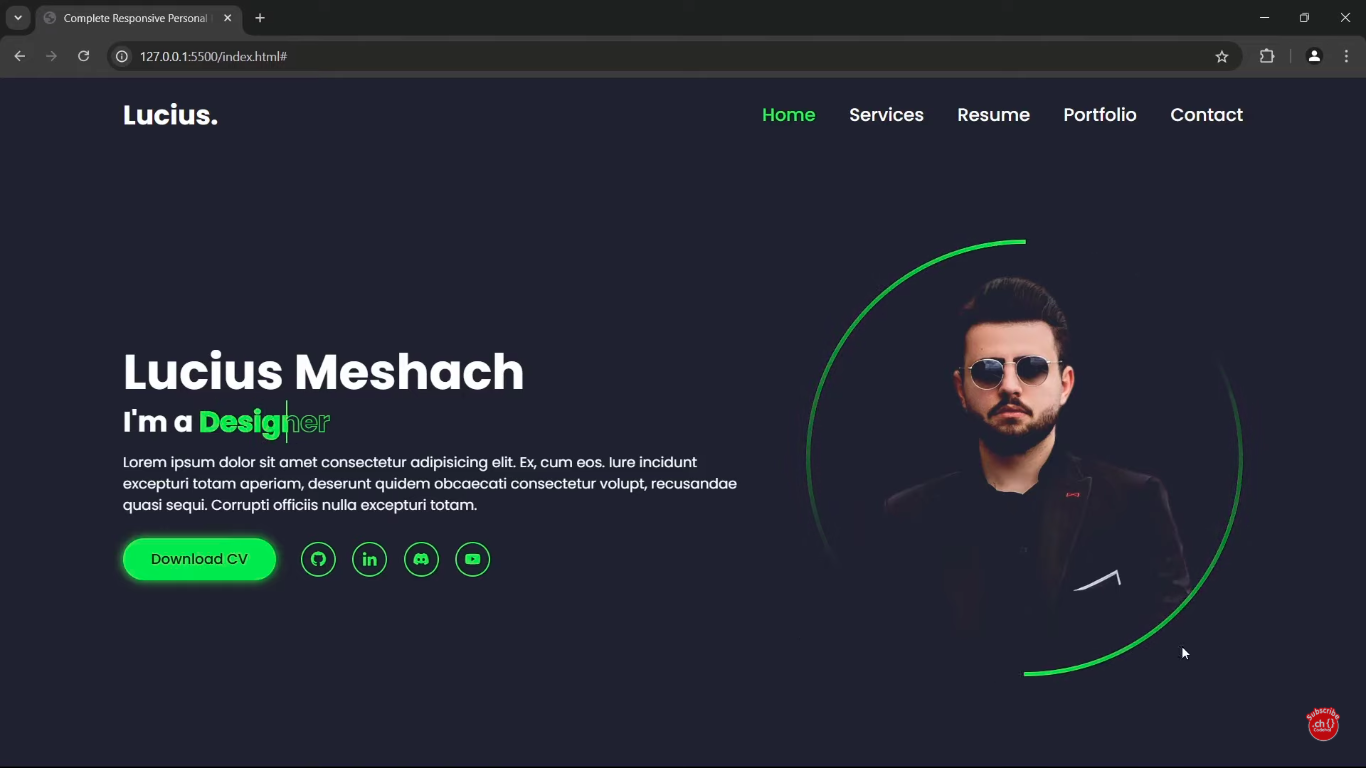 Complete Responsive Personal
127.0.0.1:5500/index.html#
Lucius.
Home Services Resume Portfolio Contact
Lucius Meshach
I'm a Designer
Lorem ipsum dolor sit amet consectetur adipisicing elit. Ex, cum eos. Iure incidunt
excepturi totam aperiam, deserunt quidem obcaecati consectetur volupt, recusandae
quasi sequi. Corrupti officiis nulla excepturi totam.
Download CV
in
Subscribe
.ch {}